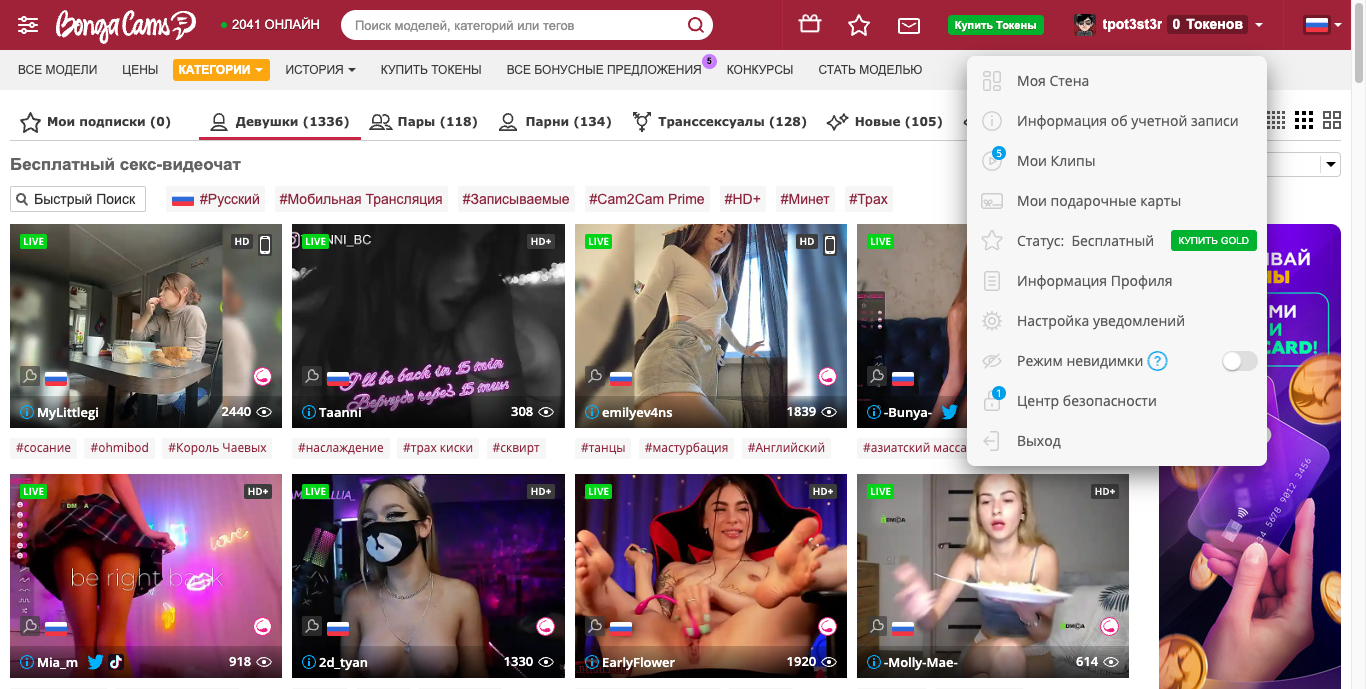 BongaCams
2041 ОНЛАЙН
Поиск моделей, категорий или тегов
Купить Токены
tpot3st3r
0 Токенов
ВСЕ МОДЕЛИ
ЦЕНЫ
КАТЕГОРИИ
ИСТОРИЯ
КУПИТЬ ТОКЕНЫ
ВСЕ БОНУСНЫЕ ПРЕДЛОЖЕНИЯ
5
КОНКУРСЫ
СТАТЬ МОДЕЛЬЮ
Мои подписки (0)
Девушки (1336)
Пары (118)
Парни (134)
Транссексуалы (128)
Новые (105)
Моя Стена
Информация об учетной записи
5
Мои Клипы
Мои подарочные карты
Статус: Бесплатный
КУПИТЬ GOLD
Информация Профиля
Настройка уведомлений
Режим невидимки ?
1
Центр безопасности
Выход
Бесплатный секс-видеочат
Быстрый Поиск
#Русский
#Мобильная Трансляция
#Записываемые
#Cam2Cam Prime
#HD+
#Минет
#Трах
LIVE
HD
MyLittlegi
2440
LIVE
NNI_BC
HD+
I'll be back in 15 min
Вернусь через 15 мин
Taanni
308
LIVE
HD
emilyev4ns
1839
LIVE
-Bunya-
#сосание
#ohmibod
#Король Чаевых
#наслаждение
#трах киски
#сквирт
#танцы
#мастурбация
#Английский
#азиатский масса
LIVE
HD+
be right back
Mia_m
918
LIVE
HD+
2d_tyan
1330
LIVE
HD+
EarlyFlower
1920
LIVE
HD+
DMCA
DMCA
-Molly-Mae-
614
ИВАЙ
НЫ
МИ
И
CARD!
5678 9012 3456